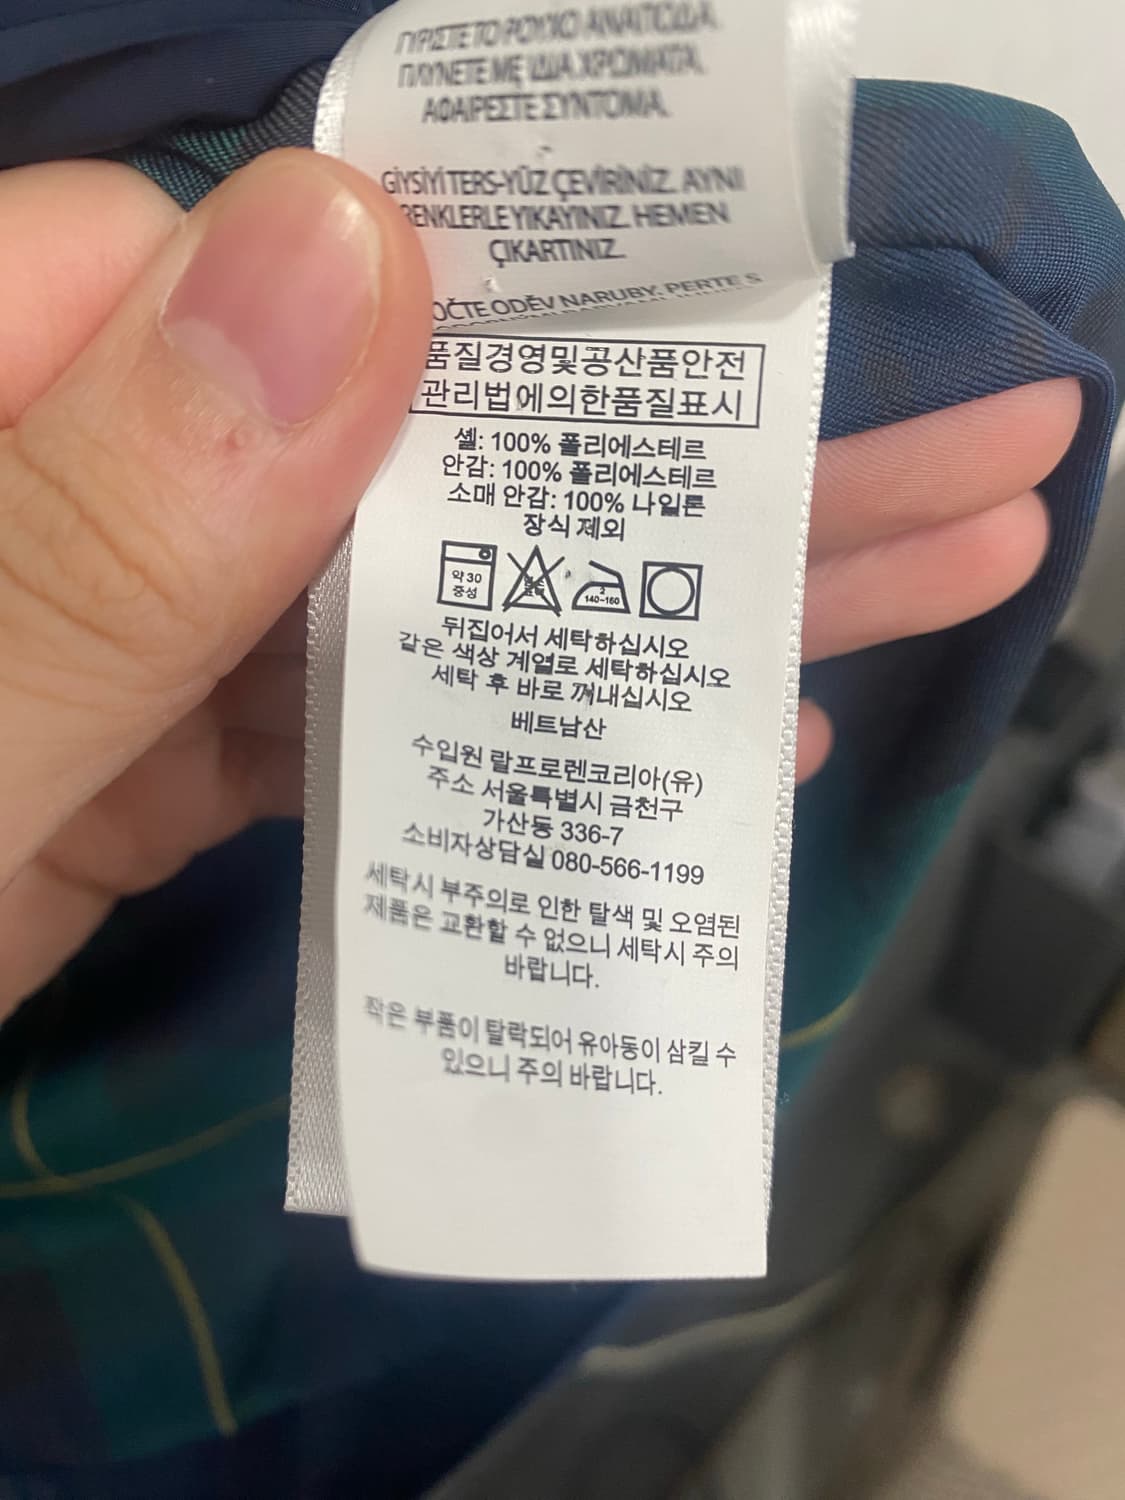 ΓΥΡΙΣΤΕ ΤΟ ΡΟΥΧΟ ΑΝΑΠΟΔΑ.
ΠΛΥΝΕΤΕ ΜΕ ΙΔΙΑ ΧΡΩΜΑΤΑ.
ΑΦΑΙΡΕΣΤΕ ΣΥΝΤΟΜΑ.
GİYSİYİ TERS-YÜZ ÇEVİRİNİZ. AYNI
RENKLERLE YIKAYINIZ. HEMEN
ÇIKARTINIZ.
ODĚV NARUBY. PERTE S
품질경영및공산품안전
관리법에의한품질표시
셸: 100% 폴리에스테르
안감: 100% 폴리에스테르
소매 안감: 100% 나일론
장식 제외
약 30
중성
2
140~160
뒤집어서 세탁하십시오
같은 색상 계열로 세탁하십시오
세탁 후 바로 꺼내십시오
베트남산
수입원 랄프로렌코리아(유)
주소 서울특별시 금천구
가산동 336-7
소비자상담실 080-566-1199
세탁시 부주의로 인한 탈색 및 오염된
제품은 교환할 수 없으니 세탁시 주의
바랍니다.
작은 부품이 탈락되어 유아동이 삼킬 수
있으니 주의 바랍니다.